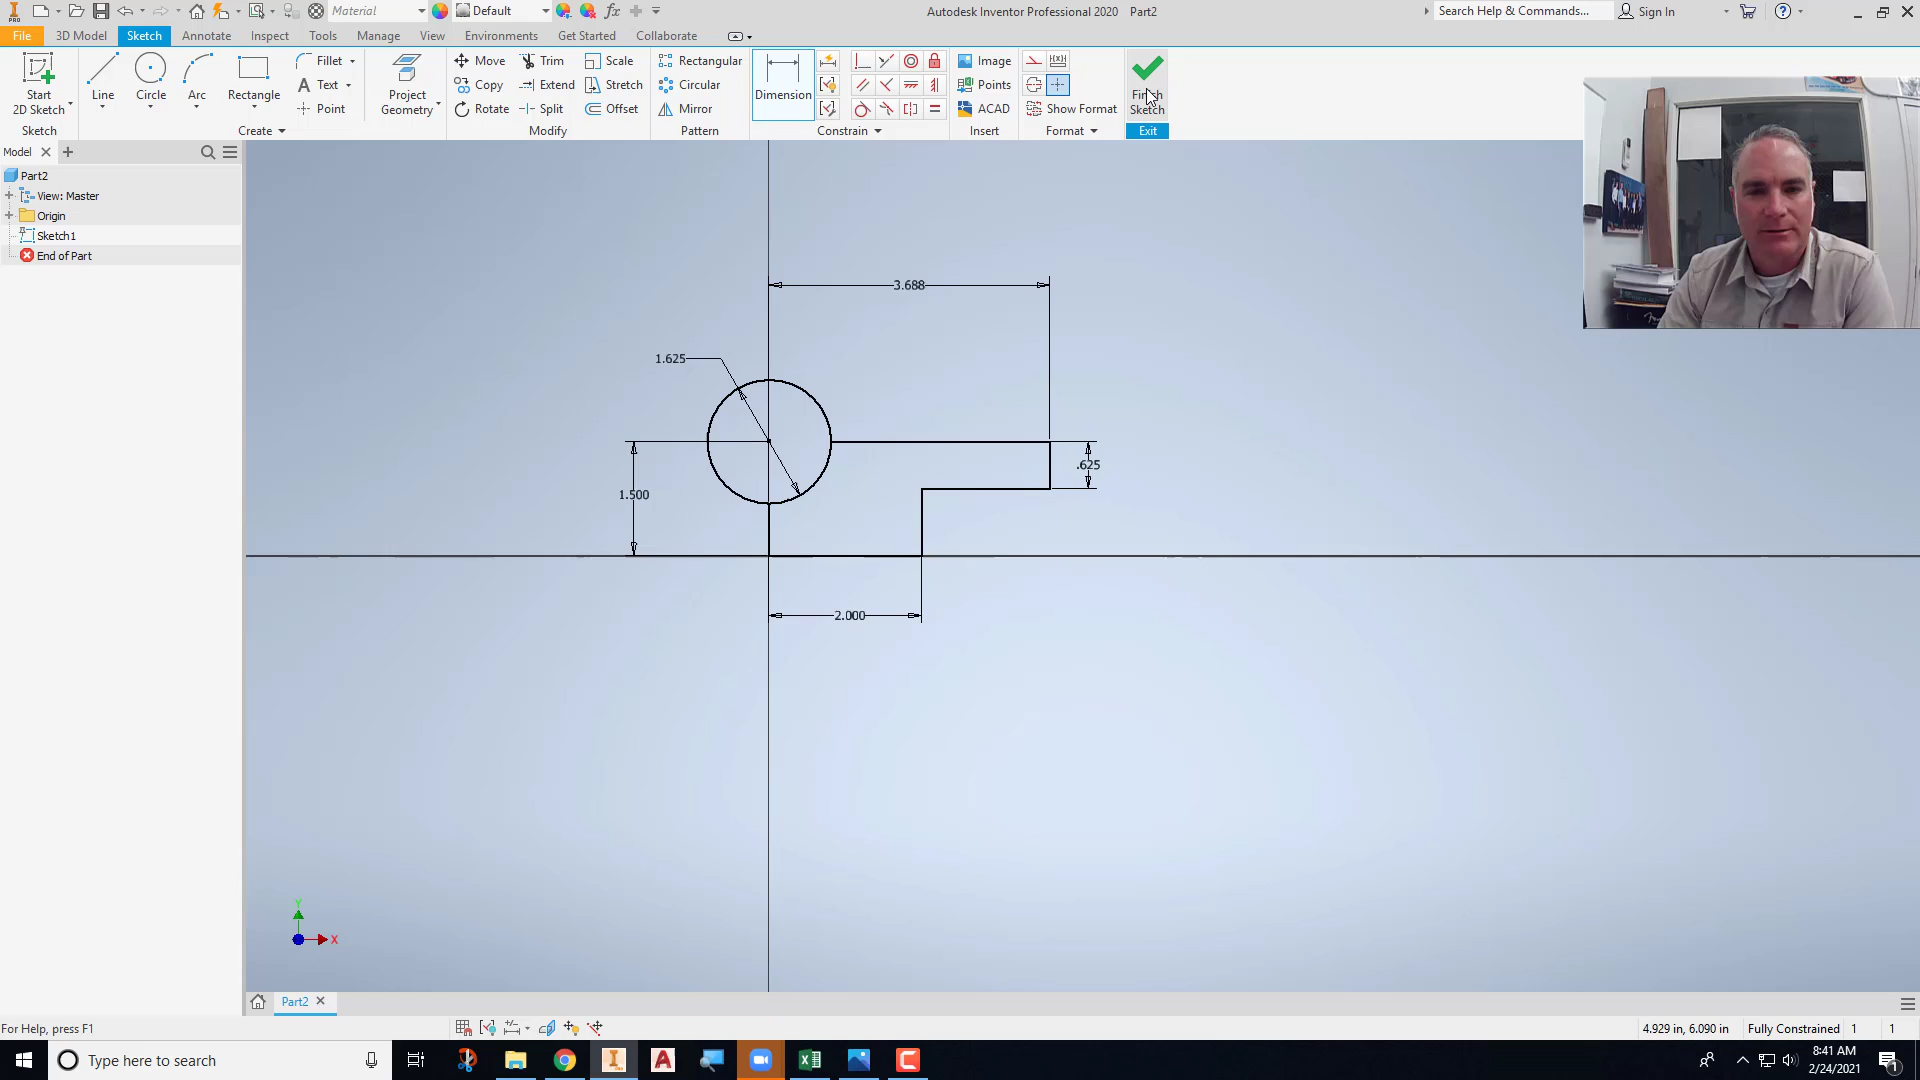 Material
Default
fx
Autodesk Inventor Professional 2020 Part2
Search Help & Commands...
Sign In
PRO
File 3D Model Sketch Annotate Inspect Tools Manage View Environments Get Started Collaborate
Start
2D Sketch
Line
Circle
Arc
Rectangle
Fillet
Text
Point
Project
Geometry
Move
Copy
Rotate
Trim
Extend
Split
Scale
Stretch
Offset
Rectangular
Circular
Mirror
Dimension
Image
Points
ACAD
Show Format
Finish
Sketch
Sketch Create Modify Pattern Constrain Insert Format Exit
Model
Part2
View: Master
Origin
Sketch1
End of Part
3.688
1.625
.625
1.500
2.000
Y
X
Part2
For Help, press F1
4.929 in, 6.090 in Fully Constrained 1 1
Type here to search
8:41 AM
2/24/2021
1